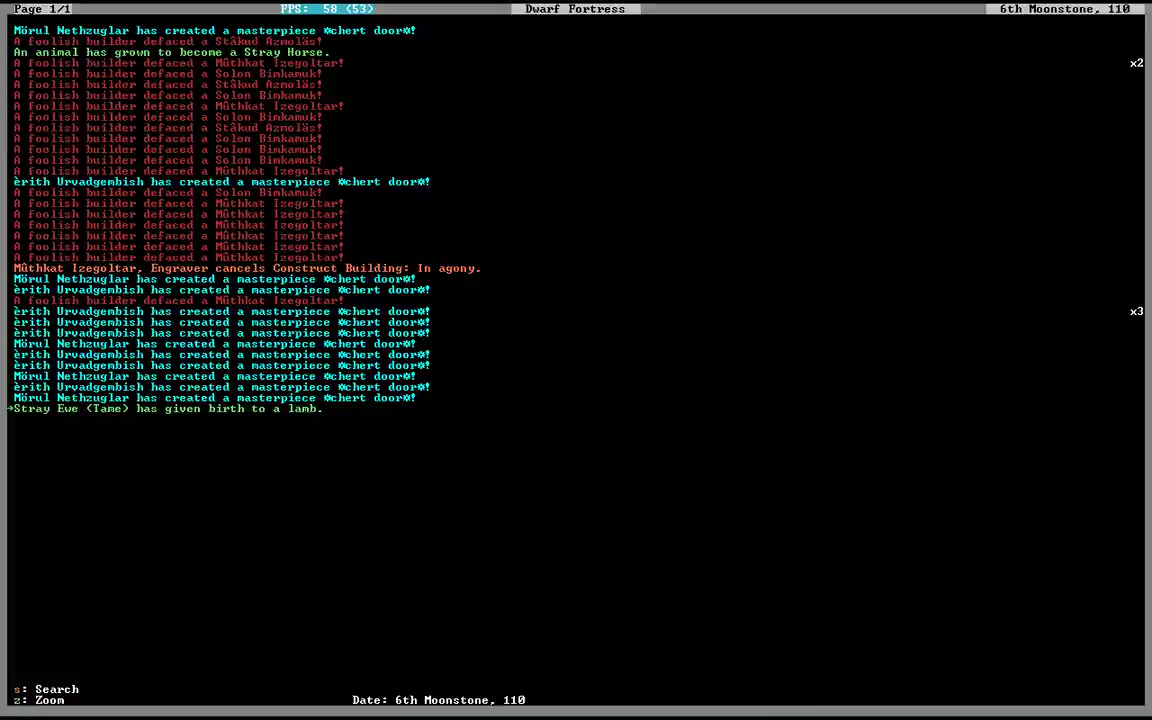 Page 1/1 FPS: 58 (53) Dwarf Fortress 6th Moonstone, 110
Mörul Nethzuglar has created a masterpiece ☼chert door☼!
A foolish builder defaced a Stâkud Azmolás!
An animal has grown to become a Stray Horse.
A foolish builder defaced a Mûthkat Izegoltar! x2
A foolish builder defaced a Solon Bimkamuk!
A foolish builder defaced a Stâkud Azmolás!
A foolish builder defaced a Solon Bimkamuk!
A foolish builder defaced a Mûthkat Izegoltar!
A foolish builder defaced a Solon Bimkamuk!
A foolish builder defaced a Stâkud Azmolás!
A foolish builder defaced a Solon Bimkamuk!
A foolish builder defaced a Solon Bimkamuk!
A foolish builder defaced a Solon Bimkamuk!
A foolish builder defaced a Mûthkat Izegoltar!
èrith Urvadgembish has created a masterpiece ☼chert door☼!
A foolish builder defaced a Solon Bimkamuk!
A foolish builder defaced a Mûthkat Izegoltar!
A foolish builder defaced a Mûthkat Izegoltar!
A foolish builder defaced a Mûthkat Izegoltar!
A foolish builder defaced a Mûthkat Izegoltar!
A foolish builder defaced a Mûthkat Izegoltar!
A foolish builder defaced a Mûthkat Izegoltar!
Mûthkat Izegoltar, Engraver cancels Construct Building: In agony.
Mörul Nethzuglar has created a masterpiece ☼chert door☼!
èrith Urvadgembish has created a masterpiece ☼chert door☼!
A foolish builder defaced a Mûthkat Izegoltar!
èrith Urvadgembish has created a masterpiece ☼chert door☼! x3
èrith Urvadgembish has created a masterpiece ☼chert door☼!
èrith Urvadgembish has created a masterpiece ☼chert door☼!
Mörul Nethzuglar has created a masterpiece ☼chert door☼!
èrith Urvadgembish has created a masterpiece ☼chert door☼!
èrith Urvadgembish has created a masterpiece ☼chert door☼!
Mörul Nethzuglar has created a masterpiece ☼chert door☼!
èrith Urvadgembish has created a masterpiece ☼chert door☼!
Mörul Nethzuglar has created a masterpiece ☼chert door☼!
→Stray Ewe (Tame) has given birth to a lamb.
s: Search
z: Zoom Date: 6th Moonstone, 110